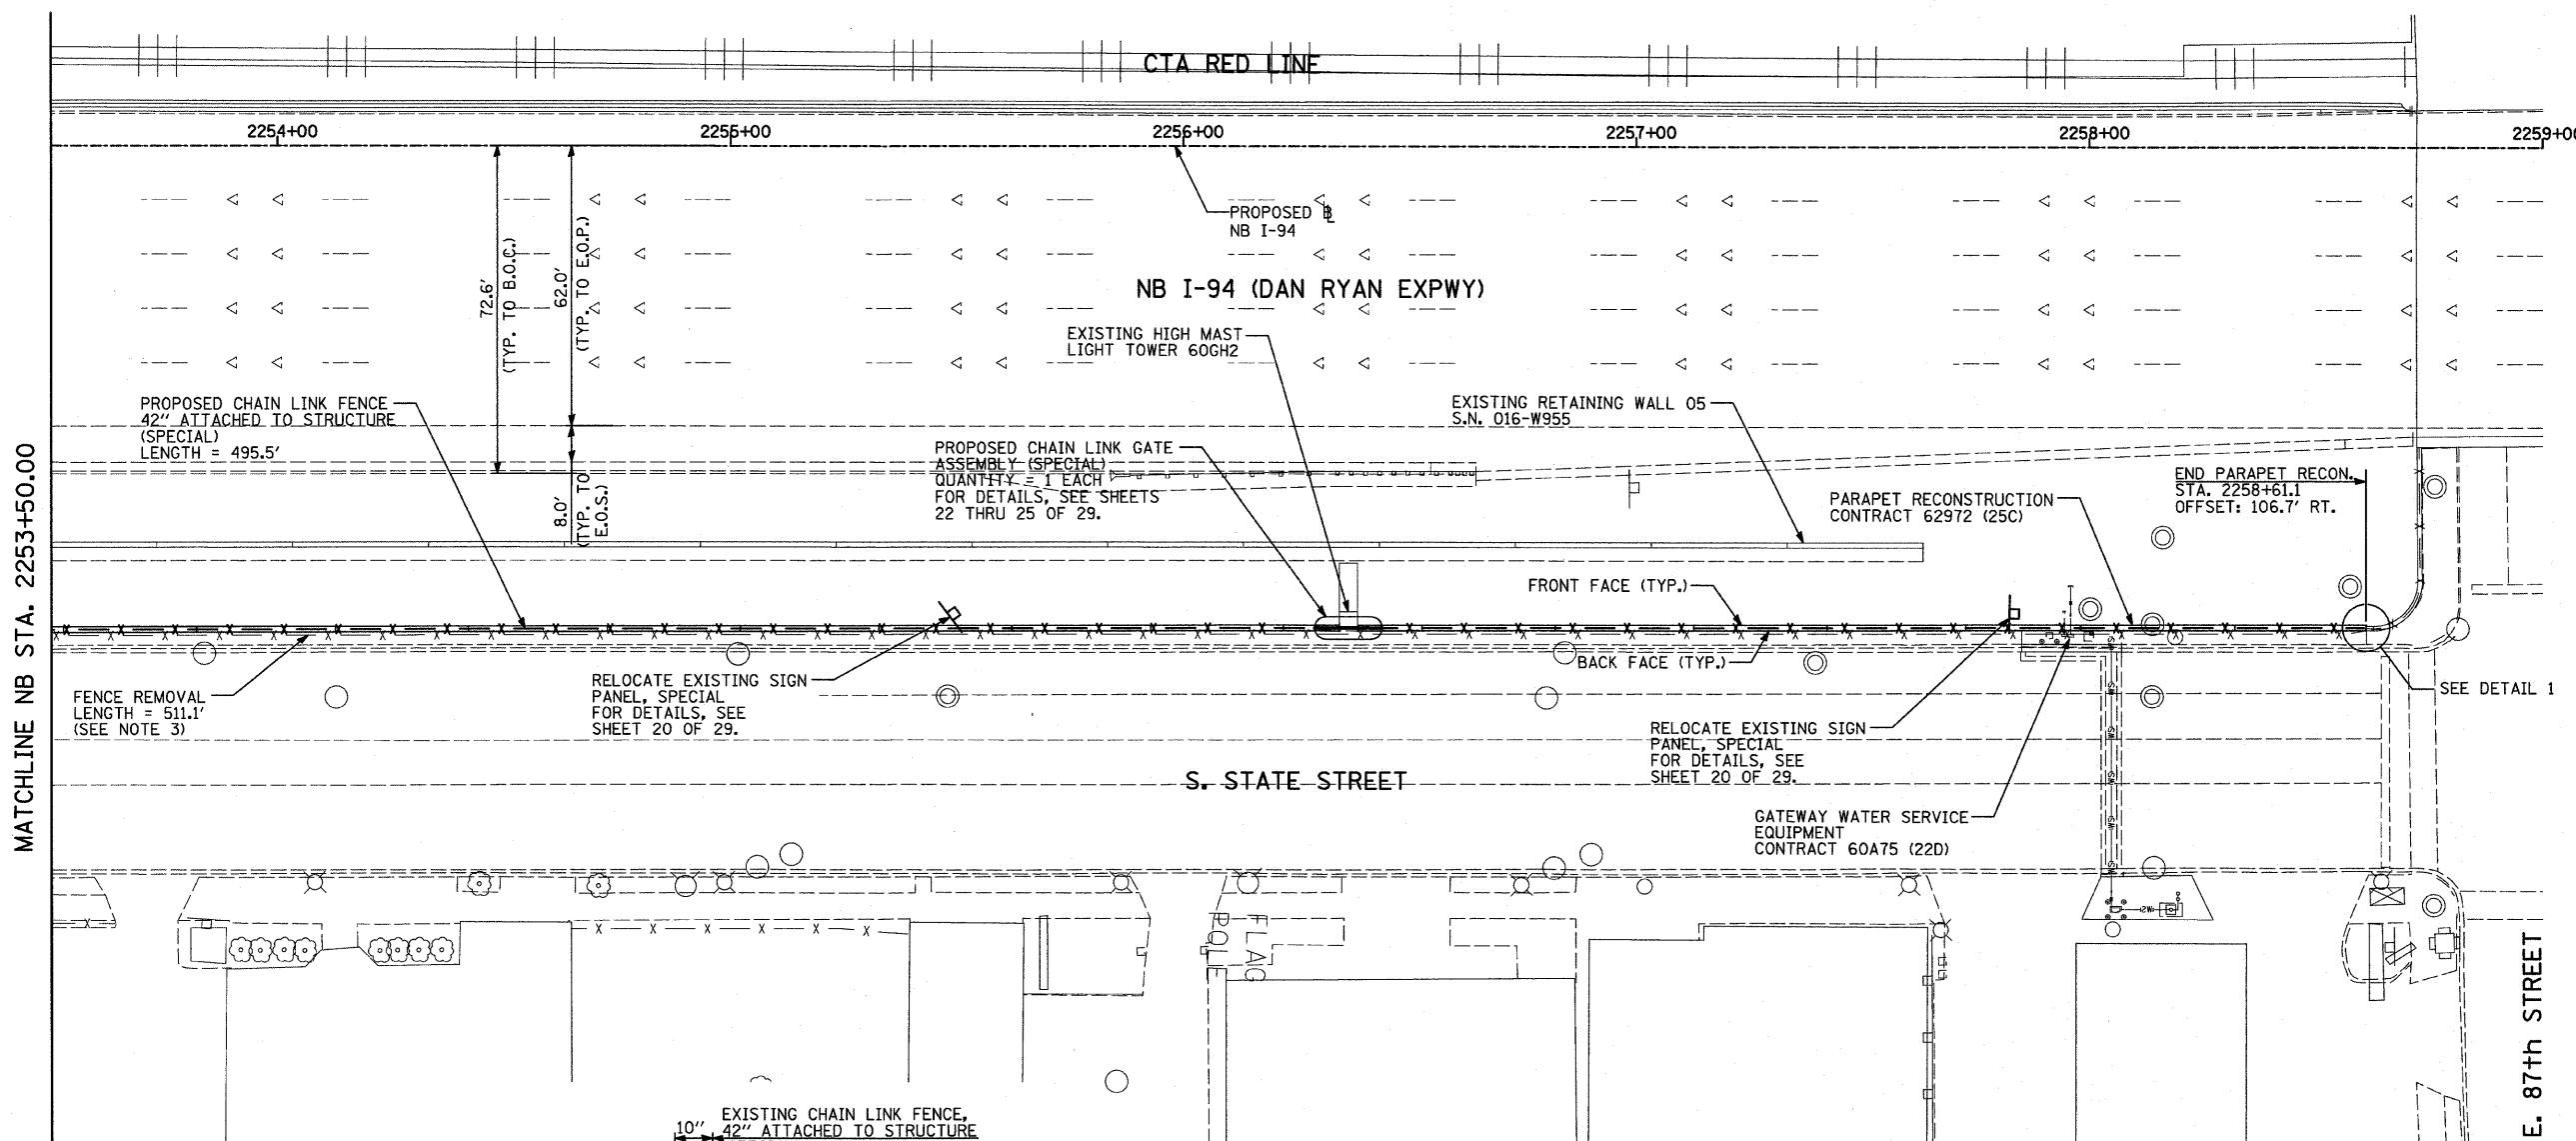 CTA RED LINE
2254+00
2255+00
2256+00
2257+00
2258+00
2259+00
PROPOSED BL
NB I-94
72.6'
(TYP. TO B.O.C.)
62.0'
(TYP. TO E.O.P.)
NB I-94 (DAN RYAN EXPWY)
EXISTING HIGH MAST
LIGHT TOWER 60GH2
PROPOSED CHAIN LINK FENCE
42" ATTACHED TO STRUCTURE
(SPECIAL)
LENGTH = 495.5'
EXISTING RETAINING WALL 05
S.N. 016-W955
PROPOSED CHAIN LINK GATE
ASSEMBLY (SPECIAL)
QUANTITY = 1 EACH
FOR DETAILS, SEE SHEETS
22 THRU 25 OF 29.
8.0'
(TYP. TO
E.O.S.)
END PARAPET RECON.
STA. 2258+61.1
OFFSET: 106.7' RT.
PARAPET RECONSTRUCTION
CONTRACT 62972 (25C)
MATCHLINE NB STA. 2253+50.00
FRONT FACE (TYP.)
BACK FACE (TYP.)
FENCE REMOVAL
LENGTH = 511.1'
(SEE NOTE 3)
RELOCATE EXISTING SIGN
PANEL, SPECIAL
FOR DETAILS, SEE
SHEET 20 OF 29.
RELOCATE EXISTING SIGN
PANEL, SPECIAL
FOR DETAILS, SEE
SHEET 20 OF 29.
SEE DETAIL 1
S. STATE STREET
GATEWAY WATER SERVICE
EQUIPMENT
CONTRACT 60A75 (22D)
FLAG
POLE
E. 87th STREET
EXISTING CHAIN LINK FENCE,
10" 42" ATTACHED TO STRUCTURE